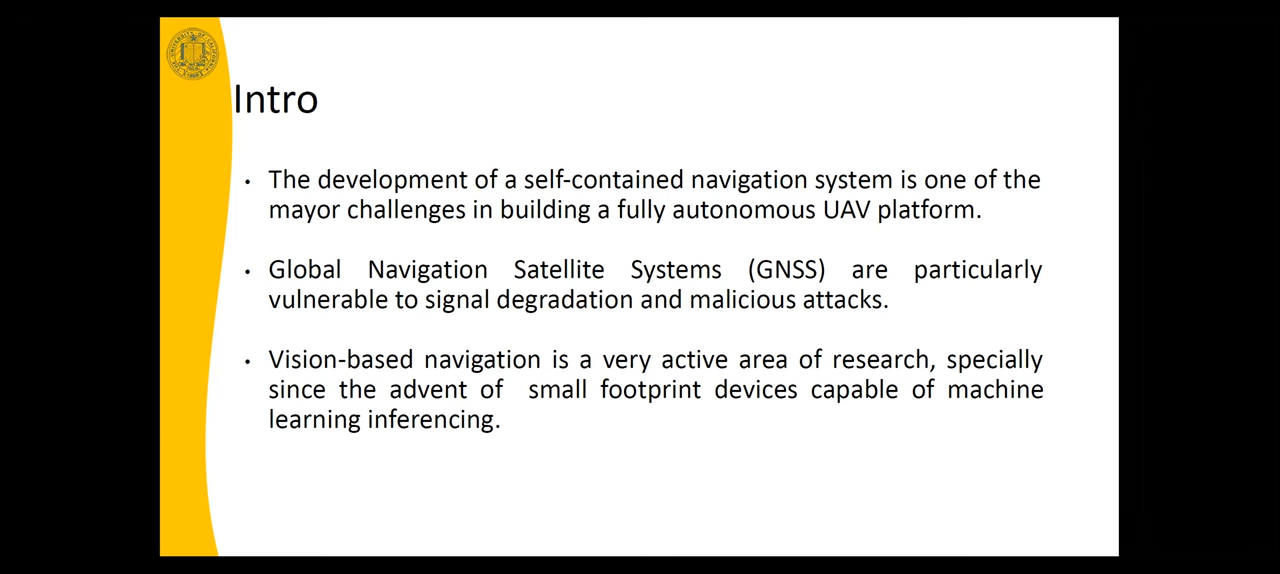 Intro
• The development of a self-contained navigation system is one of the
mayor challenges in building a fully autonomous UAV platform.
• Global Navigation Satellite Systems (GNSS) are particularly
vulnerable to signal degradation and malicious attacks.
• Vision-based navigation is a very active area of research, specially
since the advent of small footprint devices capable of machine
learning inferencing.